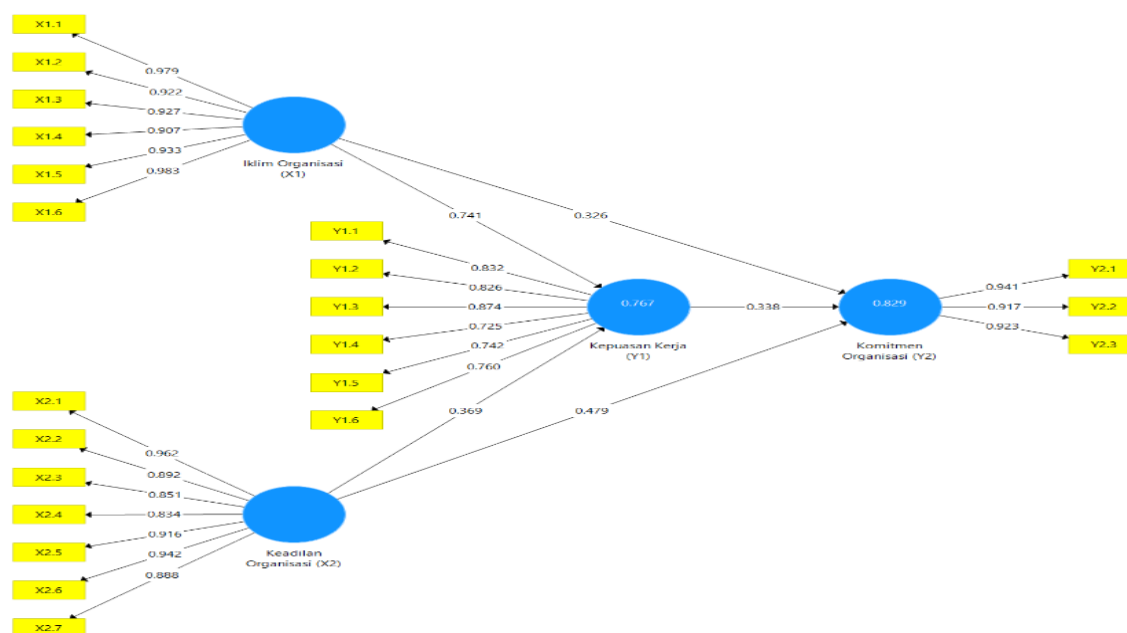 X1.1
X1.2
X1.3
X1.4
X1.5
X1.6
0.979
0.922
0.927
0.907
0.933
0.983
Iklim Organisasi
(X1)
0.741
0.326
Y1.1
Y1.2
Y1.3
Y1.4
Y1.5
Y1.6
0.832
0.826
0.874
0.725
0.742
0.760
0.767
Kepuasan Kerja
(Y1)
0.338
0.829
Komitmen
Organisasi (Y2)
0.941
0.917
0.923
Y2.1
Y2.2
Y2.3
0.369
0.479
X2.1
X2.2
X2.3
X2.4
X2.5
X2.6
X2.7
0.962
0.892
0.851
0.834
0.916
0.942
0.888
Keadilan
Organisasi (X2)